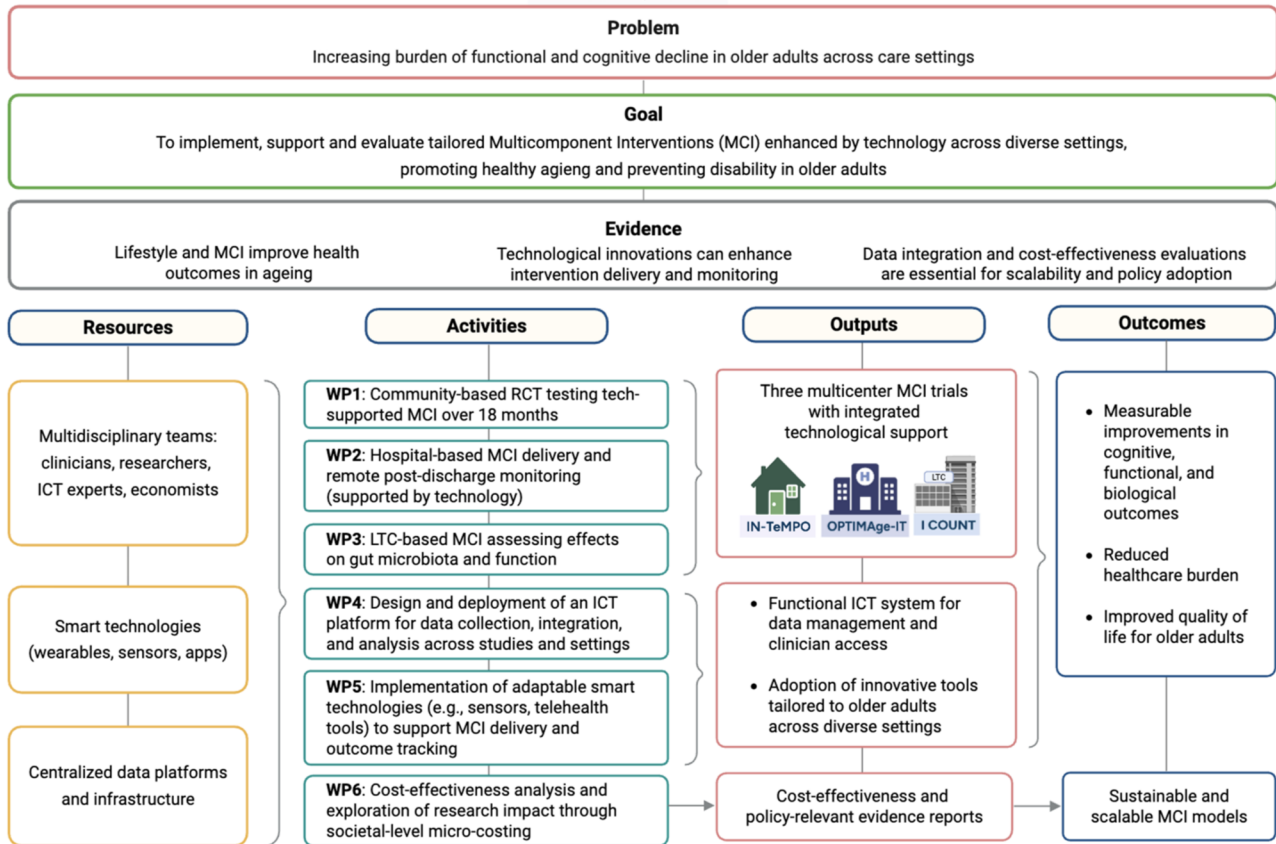 Problem
Increasing burden of functional and cognitive decline in older adults across care settings
Goal
To implement, support and evaluate tailored Multicomponent Interventions (MCI) enhanced by technology across diverse settings,
promoting healthy agieng and preventing disability in older adults
Evidence
Lifestyle and MCI improve health
outcomes in ageing
Technological innovations can enhance
intervention delivery and monitoring
Data integration and cost-effectiveness evaluations
are essential for scalability and policy adoption
Resources
Multidisciplinary teams:
clinicians, researchers,
ICT experts, economists
Smart technologies
(wearables, sensors, apps)
Centralized data platforms
and infrastructure
Activities
WP1: Community-based RCT testing tech-
supported MCI over 18 months
WP2: Hospital-based MCI delivery and
remote post-discharge monitoring
(supported by technology)
WP3: LTC-based MCI assessing effects
on gut microbiota and function
WP4: Design and deployment of an ICT
platform for data collection, integration,
and analysis across studies and settings
WP5: Implementation of adaptable smart
technologies (e.g., sensors, telehealth
tools) to support MCI delivery and
outcome tracking
WP6: Cost-effectiveness analysis and
exploration of research impact through
societal-level micro-costing
Outputs
Three multicenter MCI trials
with integrated
technological support
H
LTC
IN-TeMPO
OPTIMAge-IT
I COUNT
• Functional ICT system for
data management and
clinician access
• Adoption of innovative tools
tailored to older adults
across diverse settings
Cost-effectiveness and
policy-relevant evidence reports
Outcomes
• Measurable
improvements in
cognitive,
functional, and
biological
outcomes
• Reduced
healthcare burden
• Improved quality of
life for older adults
Sustainable and
scalable MCI models